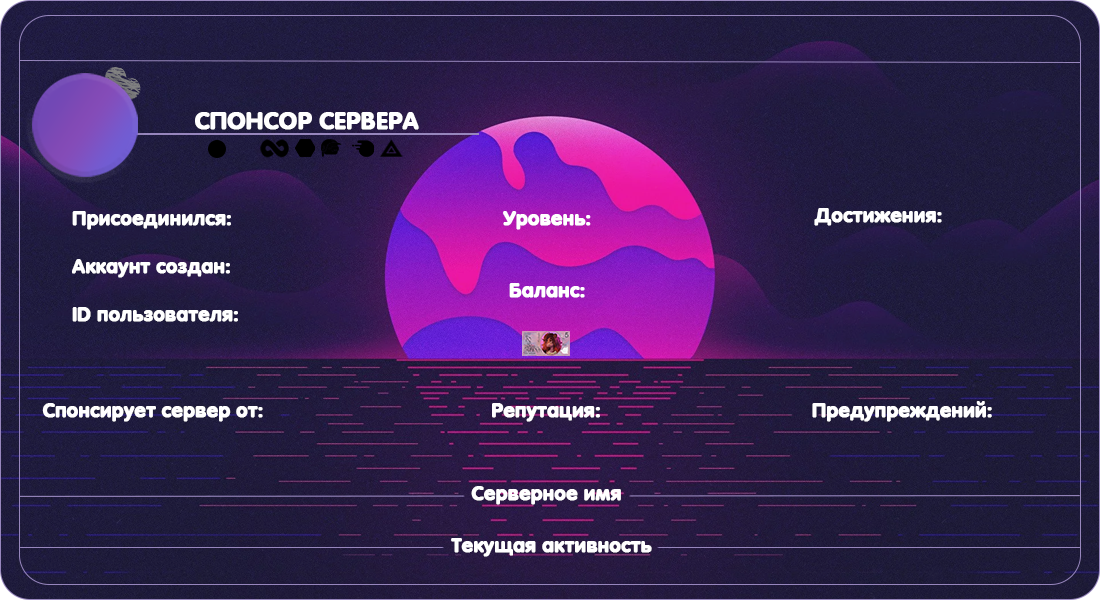 СПОНСОР СЕРВЕРА
Присоединился:
Уровень:
Достижения:
Аккаунт создан:
Баланс:
ID пользователя:
Спонсирует сервер от:
Репутация:
Предупреждений:
Серверное имя
Текущая активность